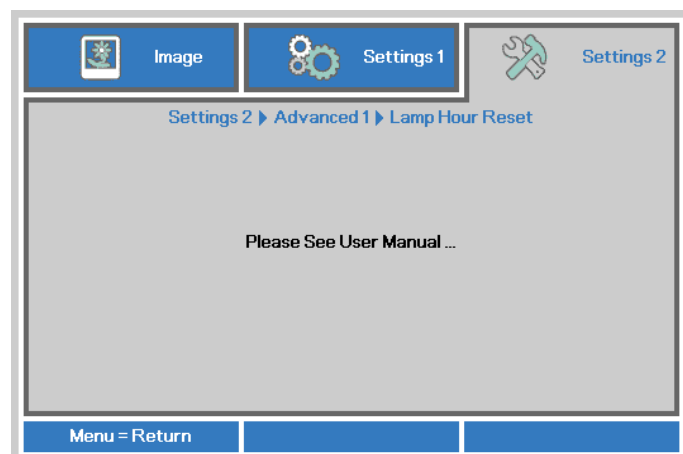 Image
Settings 1
Settings 2
Settings 2 ▶ Advanced 1 ▶ Lamp Hour Reset
Please See User Manual ...
Menu = Return